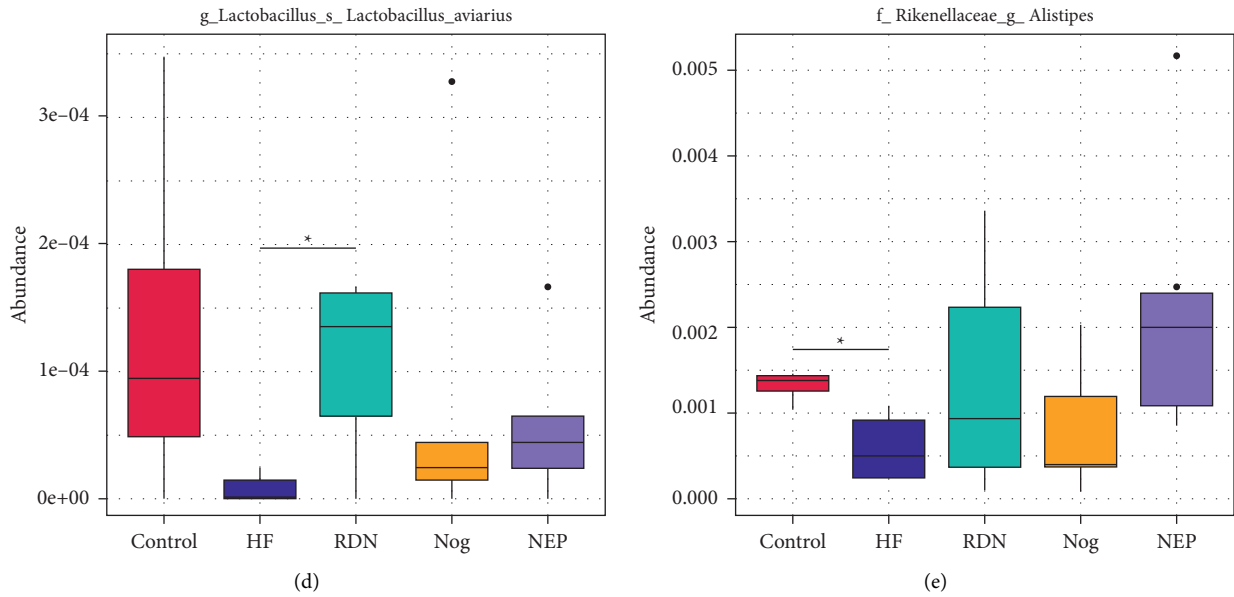 g_Lactobacillus_s_ Lactobacillus_aviarius
3e−04
2e−04
1e−04
0e+00
Abundance
*
Control HF RDN Nog NEP
(d)
f_ Rikenellaceae_g_ Alistipes
0.005
0.004
0.003
0.002
0.001
0.000
Abundance
*
Control HF RDN Nog NEP
(e)